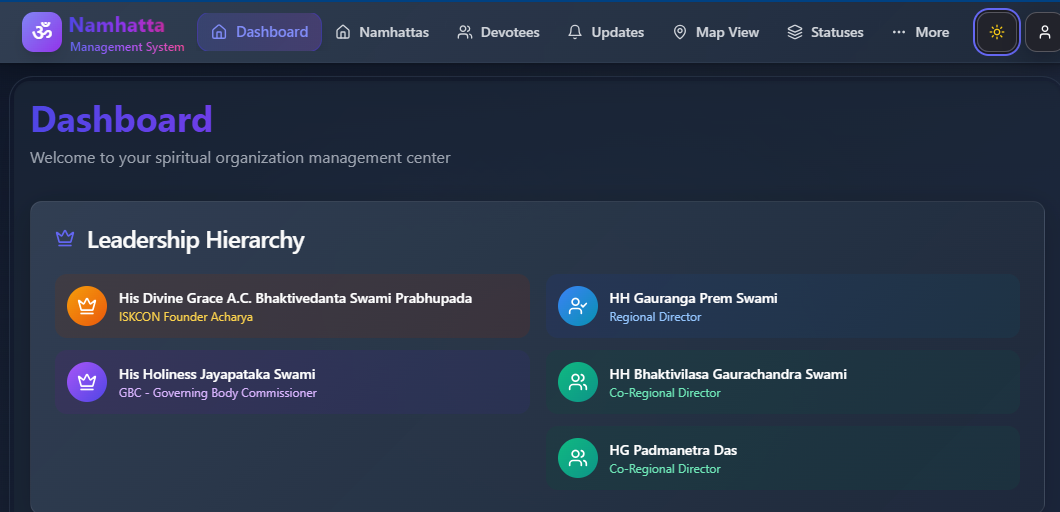 ॐ
Namhatta
Management System
Dashboard
Namhattas
Devotees
Updates
Map View
Statuses
More
Dashboard
Welcome to your spiritual organization management center
Leadership Hierarchy
His Divine Grace A.C. Bhaktivedanta Swami Prabhupada
ISKCON Founder Acharya
His Holiness Jayapataka Swami
GBC - Governing Body Commissioner
HH Gauranga Prem Swami
Regional Director
HH Bhaktivilasa Gaurachandra Swami
Co-Regional Director
HG Padmanetra Das
Co-Regional Director